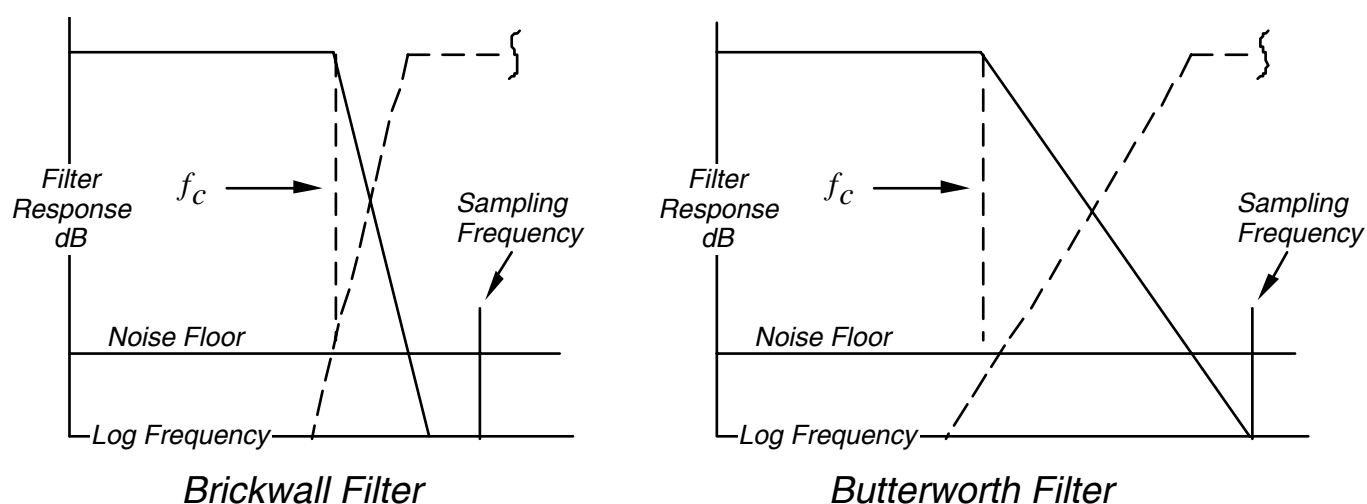 Filter
Response
dB
f_c
Sampling
Frequency
Noise Floor
Log Frequency
Brickwall Filter
Filter
Response
dB
f_c
Sampling
Frequency
Noise Floor
Log Frequency
Butterworth Filter